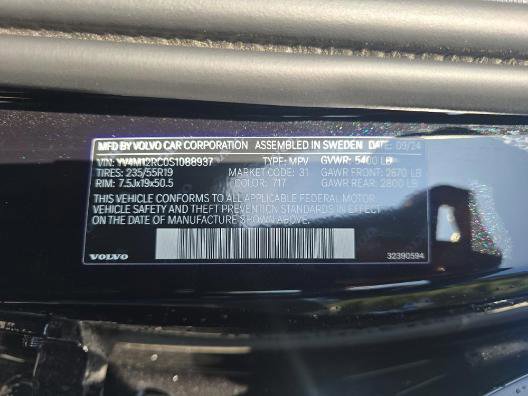 MFD BY VOLVO CAR CORPORATION ASSEMBLED IN SWEDEN DATE: 09/24
VIN: YV4M12RC0S1088937 TYPE: MPV GVWR: 5400 LB
TIRES: 235/55R19 MARKET CODE: 31 GAWR FRONT: 2670 LB
RIM: 7.5Jx19x50.5 COLOR: 717 GAWR REAR: 2800 LB
THIS VEHICLE CONFORMS TO ALL APPLICABLE FEDERAL MOTOR
VEHICLE SAFETY AND THEFT PREVENTION STANDARDS IN EFFECT
ON THE DATE OF MANUFACTURE SHOWN ABOVE.
VOLVO 32390594